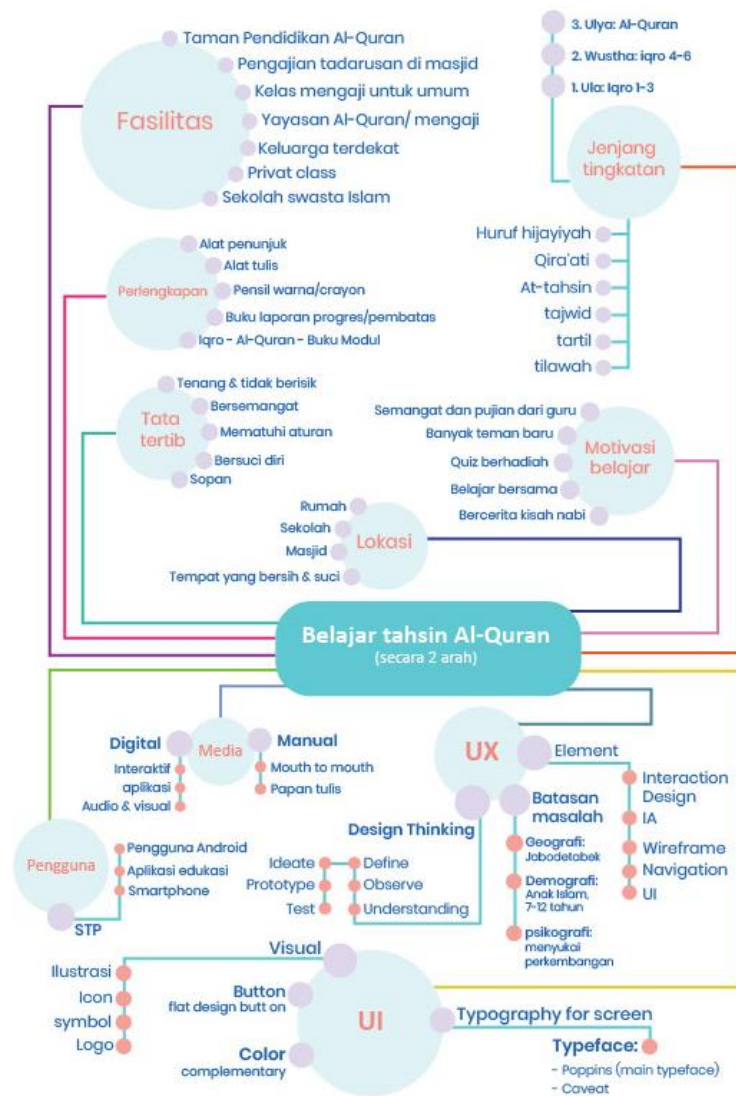 Fasilitas
Taman Pendidikan Al-Quran
Pengajian tadarusan di masjid
Kelas mengaji untuk umum
Yayasan Al-Quran/ mengaji
Keluarga terdekat
Privat class
Sekolah swasta Islam
3. Ulya: Al-Quran
2. Wustha: iqro 4-6
1. Ula: Iqro 1-3
Jenjang
tingkatan
Huruf hijayiyah
Qira'ati
At-tahsin
tajwid
tartil
tilawah
Perlengkapan
Alat penunjuk
Alat tulis
Pensil warna/crayon
Buku laporan progres/pembatas
Iqro - Al-Quran - Buku Modul
Tata
tertib
Tenang & tidak berisik
Bersemangat
Mematuhi aturan
Bersuci diri
Sopan
Semangat dan pujian dari guru
Banyak teman baru
Quiz berhadiah
Belajar bersama
Bercerita kisah nabi
Motivasi
belajar
Rumah
Sekolah
Masjid
Tempat yang bersih & suci
Lokasi
Belajar tahsin Al-Quran
(secara 2 arah)
Digital
Media
Manual
Interaktif
aplikasi
Audio & visual
Mouth to mouth
Papan tulis
UX
Element
Interaction
Design
IA
Wireframe
Navigation
UI
Batasan
masalah
Geografi:
Jabodetabek
Demografi:
Anak Islam,
7-12 tahun
psikografi:
menyukai
perkembangan
Design Thinking
Ideate
Define
Prototype
Observe
Test
Understanding
Pengguna
Pengguna Android
Aplikasi edukasi
Smartphone
STP
Visual
Ilustrasi
Icon
symbol
Logo
Button
flat design butt on
UI
Color
complementary
Typography for screen
Typeface:
- Poppins (main typeface)
- Caveat